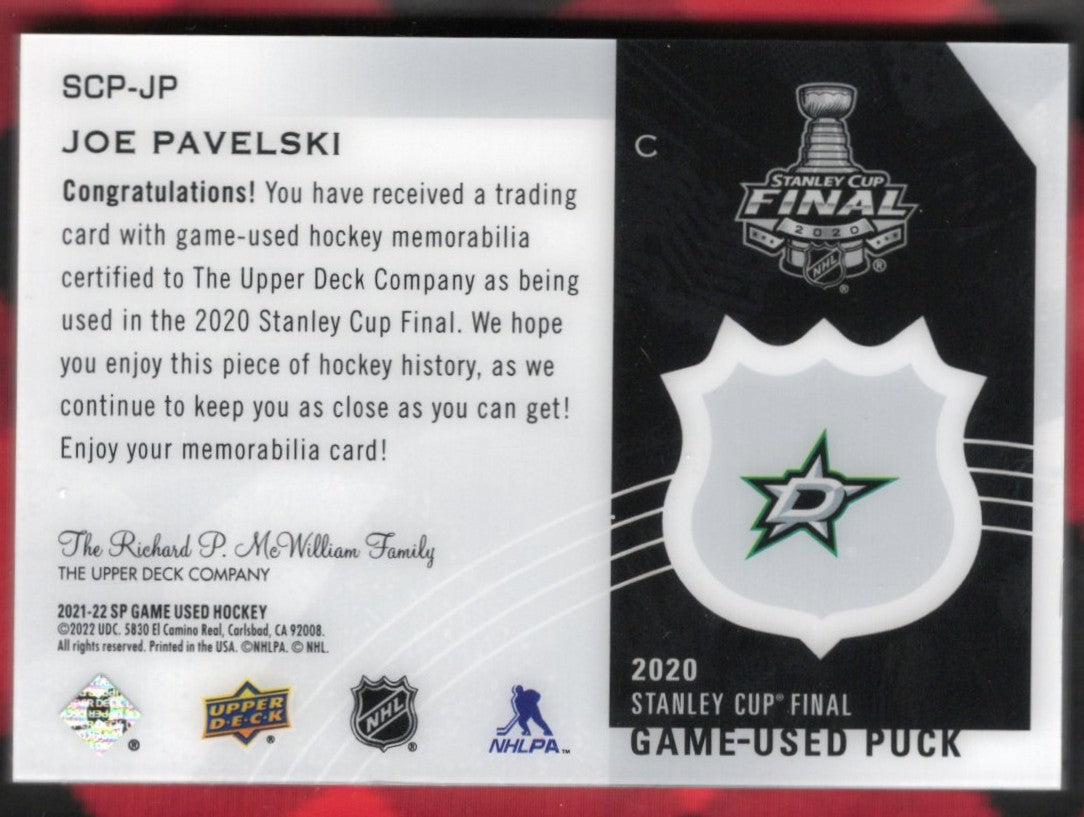 SCP-JP
JOE PAVELSKI
Congratulations! You have received a trading
card with game-used hockey memorabilia
certified to The Upper Deck Company as being
used in the 2020 Stanley Cup Final. We hope
you enjoy this piece of hockey history, as we
continue to keep you as close as you can get!
Enjoy your memorabilia card!
The Richard P. McWilliam Family
THE UPPER DECK COMPANY
2021-22 SP GAME USED HOCKEY
©2022 UDC. 5830 El Camino Real, Carlsbad, CA 92008.
All rights reserved. Printed in the USA. ©NHLPA. © NHL.
®
UPPER
D·E·C·K
®
NHL
®
NHLPA™
C
STANLEY CUP
FINAL
2020
NHL
®
®
D
2020
STANLEY CUP® FINAL
GAME-USED PUCK